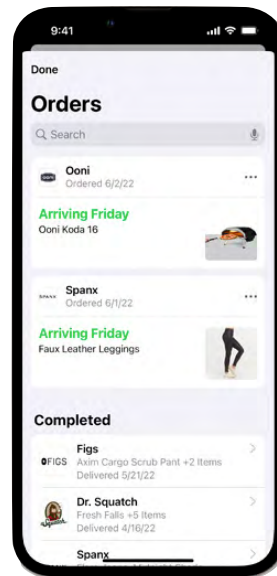 9:41
Done
Orders
Search
Ooni
Ordered 6/2/22
Arriving Friday
Ooni Koda 16
SPANX
Spanx
Ordered 6/1/22
Arriving Friday
Faux Leather Leggings
Completed
Figs
FIGS
Axim Cargo Scrub Pant +2 Items
Delivered 5/21/22
Dr. Squatch
Fresh Falls +5 Items
Delivered 4/16/22
Spanx